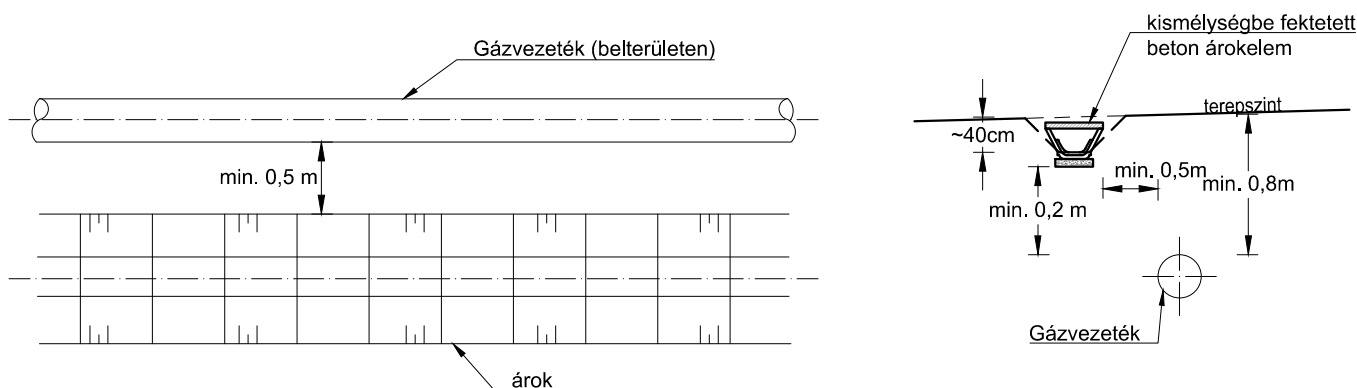 Gázvezeték (belterületen)
min. 0,5 m
árok
kismélységbe fektetett
beton árokelem
terepszint
~40cm
min. 0,5m
min. 0,8m
min. 0,2 m
Gázvezeték